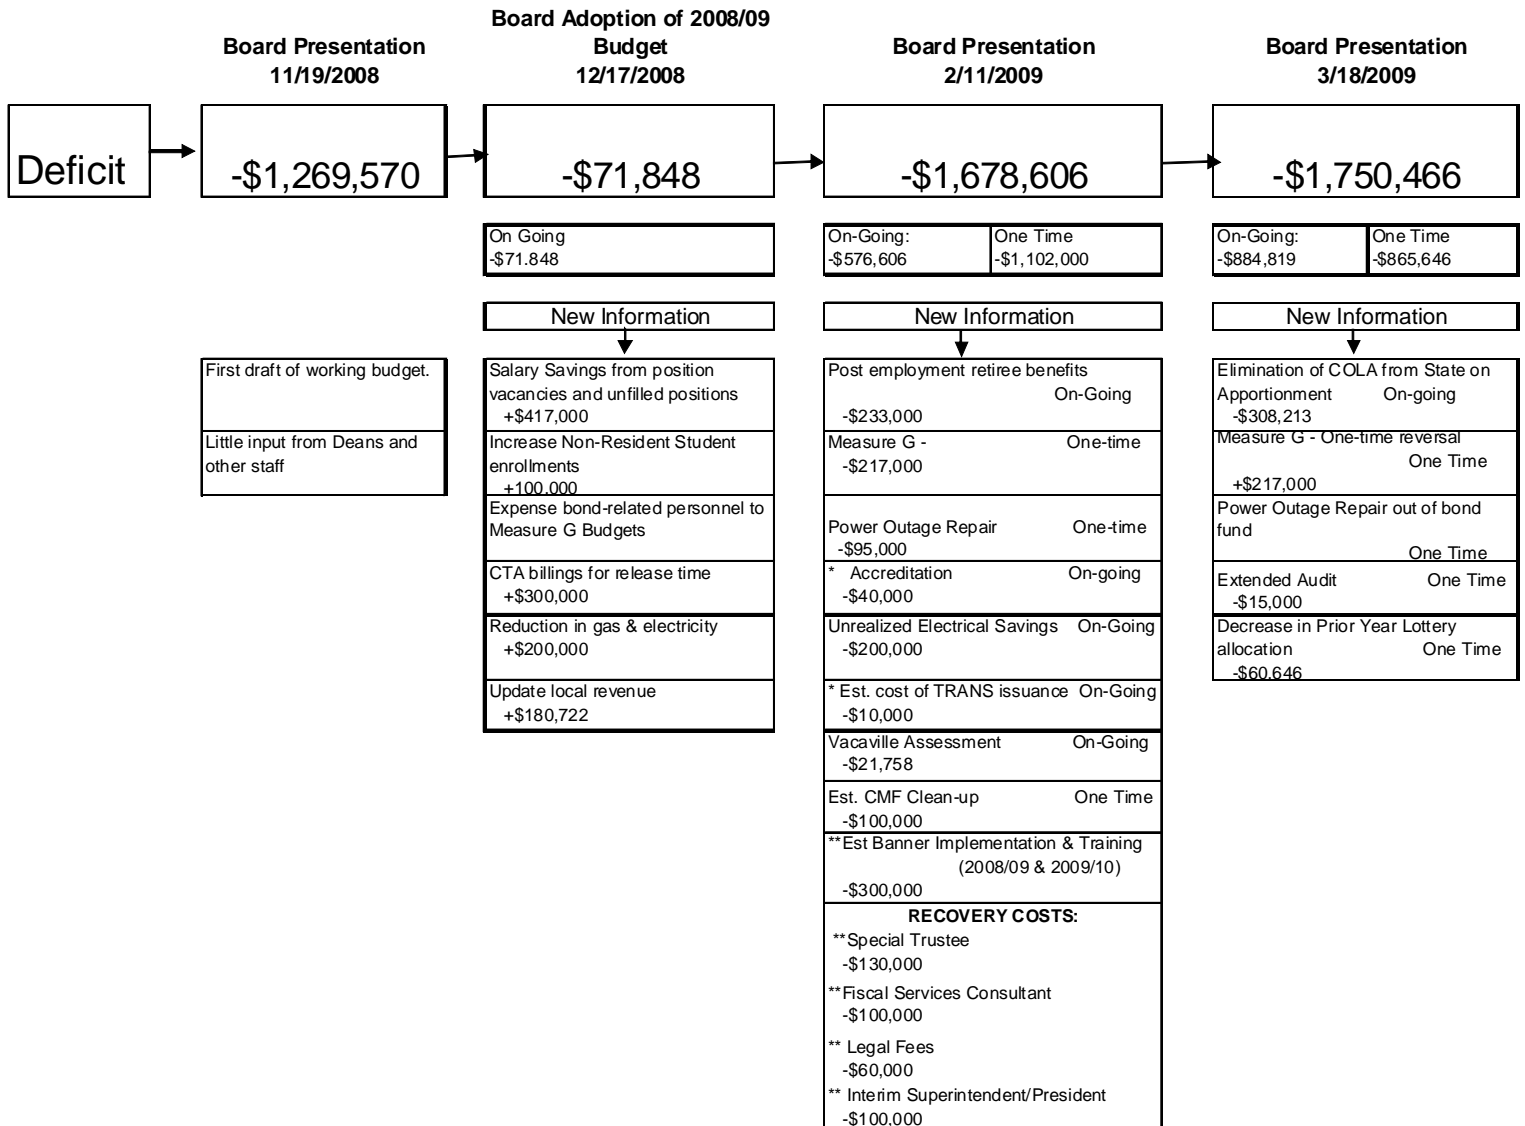 Board Presentation
11/19/2008
Board Adoption of 2008/09
Budget
12/17/2008
Board Presentation
2/11/2009
Board Presentation
3/18/2009
Deficit
-$1,269,570
-$71,848
-$1,678,606
-$1,750,466
On Going
-$71.848
On-Going:
-$576,606
One Time
-$1,102,000
On-Going:
-$884,819
One Time
-$865,646
New Information
New Information
New Information
First draft of working budget.
Little input from Deans and
other staff
Salary Savings from position
vacancies and unfilled positions
+$417,000
Increase Non-Resident Student
enrollments
+100,000
Expense bond-related personnel to
Measure G Budgets
CTA billings for release time
+$300,000
Reduction in gas & electricity
+$200,000
Update local revenue
+$180,722
Post employment retiree benefits
On-Going
-$233,000
Measure G - One-time
-$217,000
Power Outage Repair One-time
-$95,000
* Accreditation On-going
-$40,000
Unrealized Electrical Savings On-Going
-$200,000
* Est. cost of TRANS issuance On-Going
-$10,000
Vacaville Assessment On-Going
-$21,758
Est. CMF Clean-up One Time
-$100,000
**Est Banner Implementation & Training
(2008/09 & 2009/10)
-$300,000
RECOVERY COSTS:
**Special Trustee
-$130,000
**Fiscal Services Consultant
-$100,000
** Legal Fees
-$60,000
** Interim Superintendent/President
-$100,000
Elimination of COLA from State on
Apportionment On-going
-$308,213
Measure G - One-time reversal
One Time
+$217,000
Power Outage Repair out of bond
fund
One Time
Extended Audit One Time
-$15,000
Decrease in Prior Year Lottery
allocation One Time
-$60,646